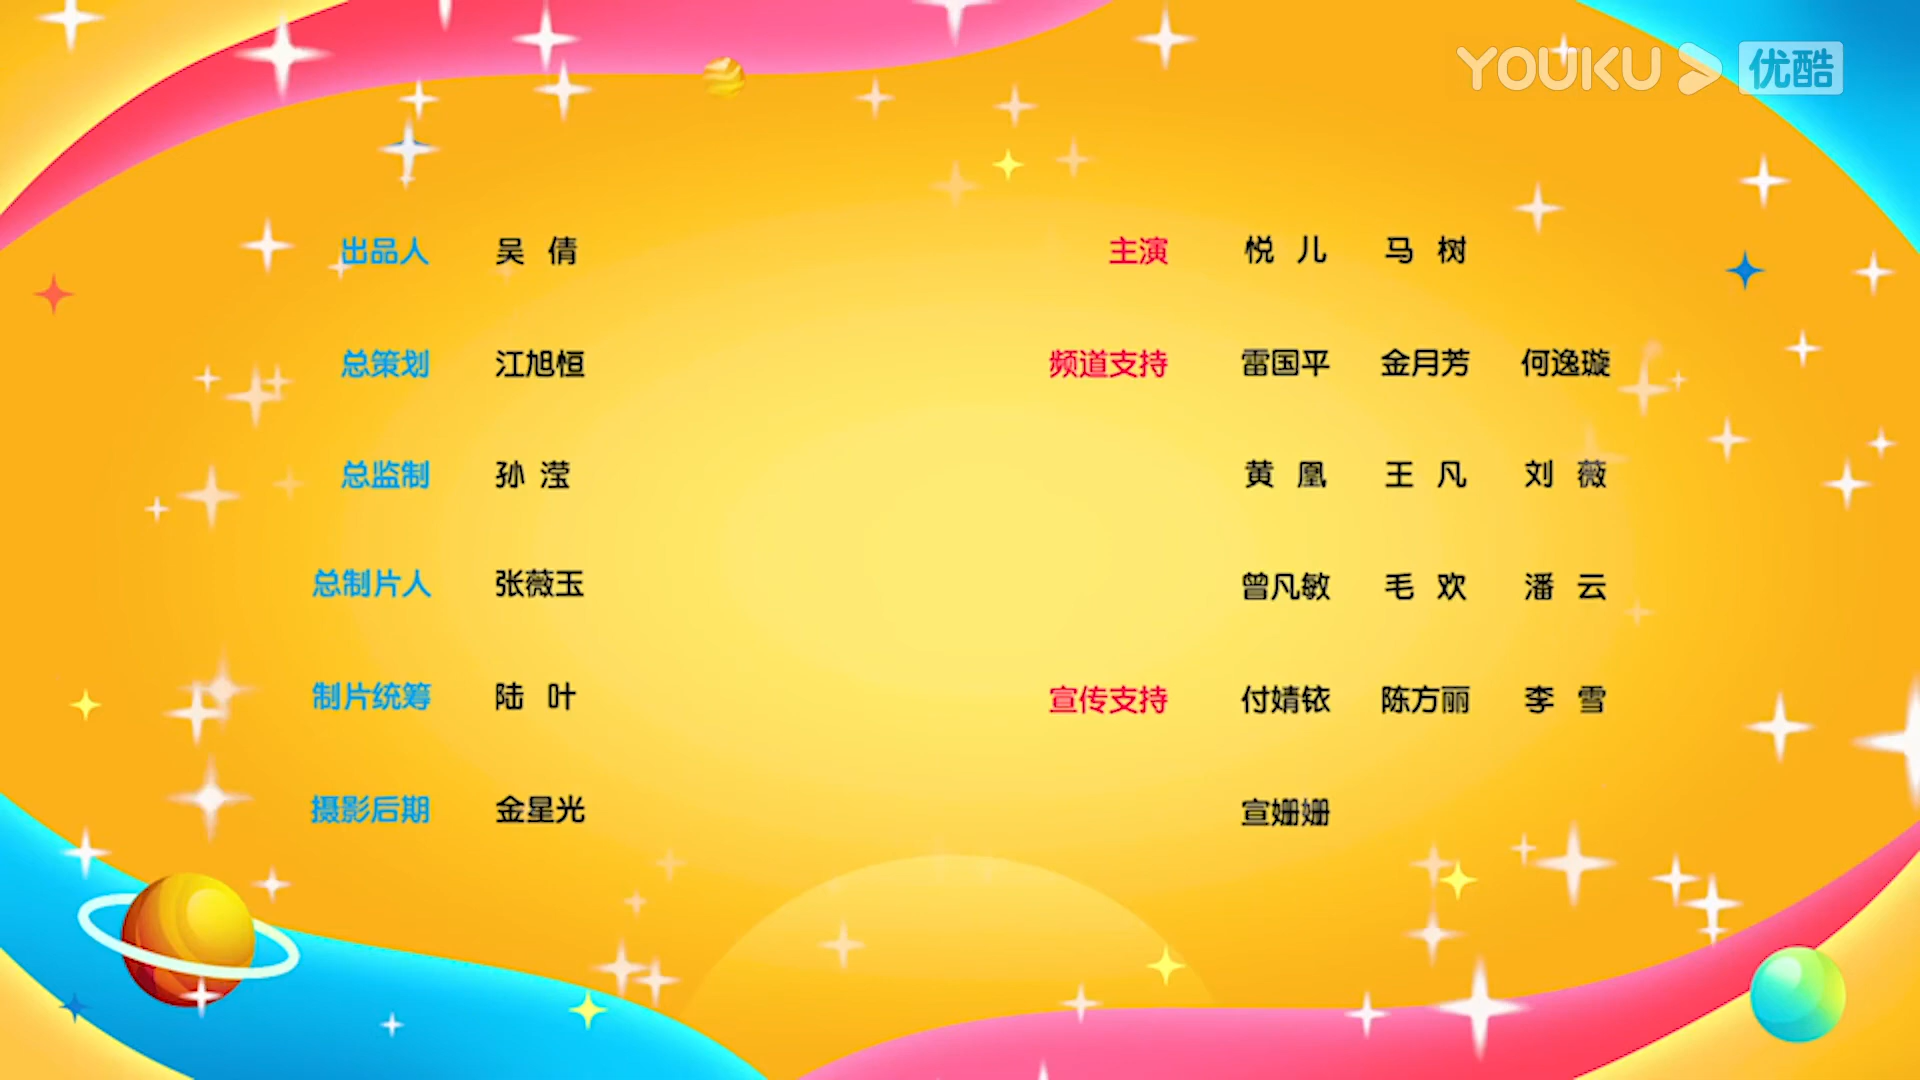 YOUKU 优酷
出品人 吴倩
总策划 江旭恒
总监制 孙滢
总制片人 张薇玉
制片统筹 陆叶
摄影后期 金星光
主演 悦儿 马树
频道支持 雷国平 金月芳 何逸璇
黄凰 王凡 刘薇
曾凡敏 毛欢 潘云
宣传支持 付婧铱 陈方丽 李雪
宣姗姗